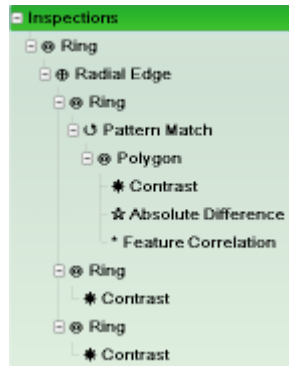 Inspections
Ring
Radial Edge
Ring
Pattern Match
Polygon
Contrast
Absolute Difference
Feature Correlation
Ring
Contrast
Ring
Contrast